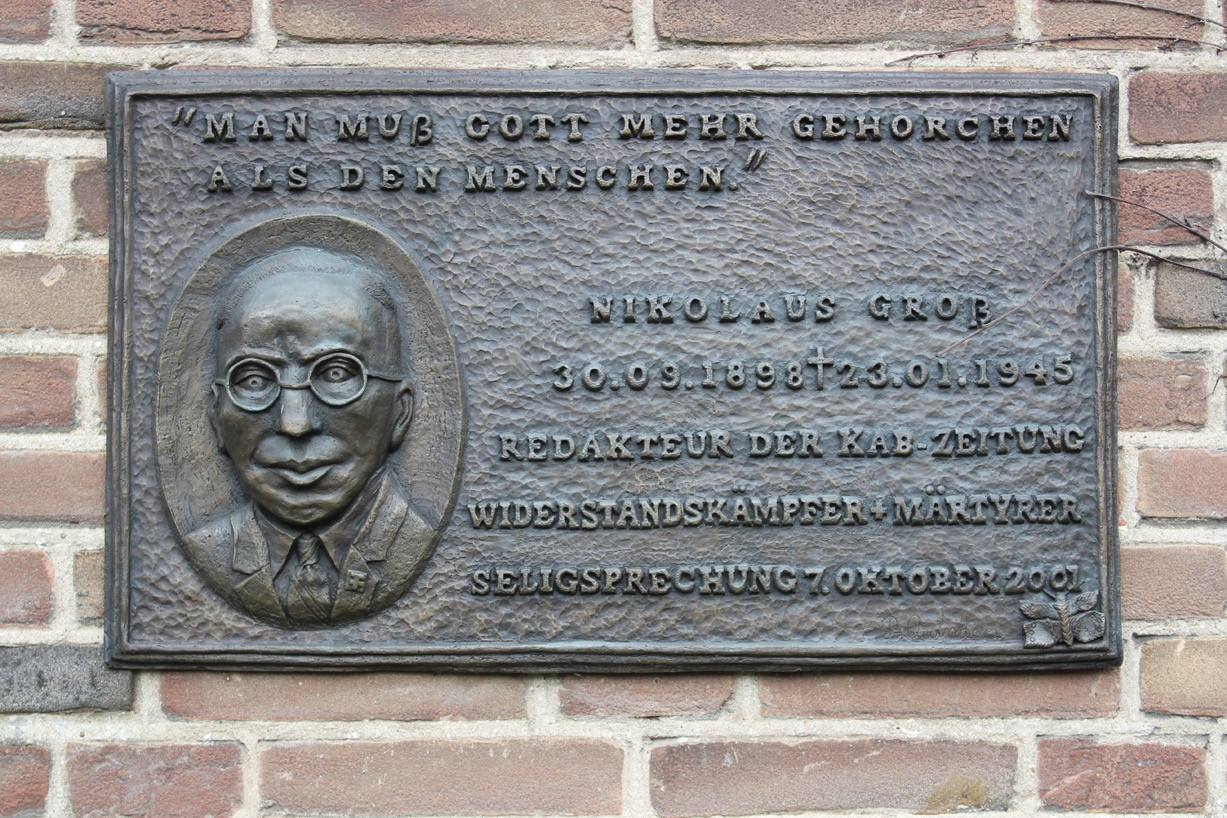 "MAN MUß GOTT MEHR GEHORCHEN
ALS DEN MENSCHEN."
NIKOLAUS GROß
30.09.1898†23.01.1945
REDAKTEUR DER KAB-ZEITUNG
WIDERSTANDSKÄMPFER+MÄRTYRER
SELIGSPRECHUNG 7.OKTOBER 2001